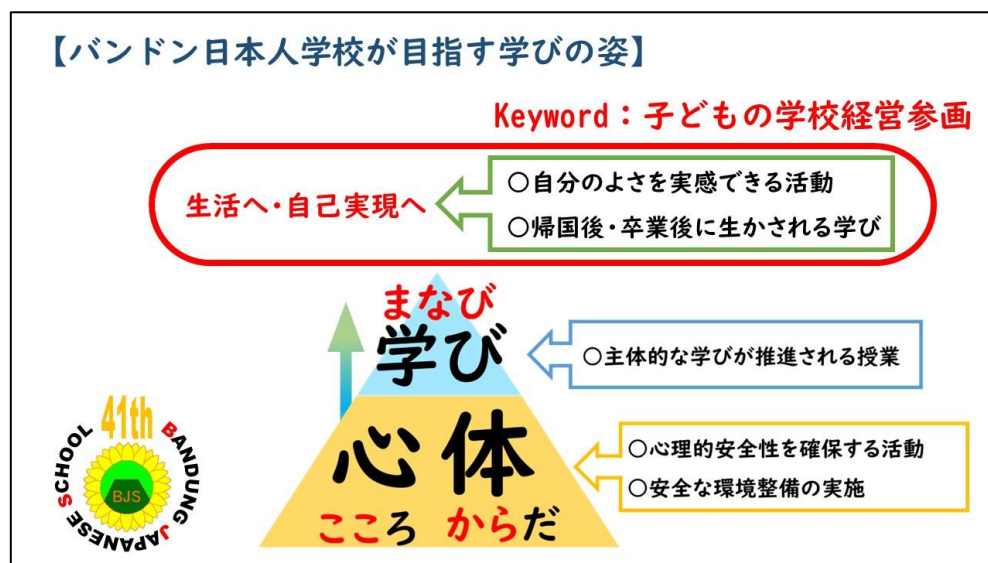 【バンドン日本人学校が目指す学びの姿】
Keyword：子どもの学校経営参画
生活へ・自己実現へ
○自分のよさを実感できる活動
○帰国後・卒業後に生かされる学び
まなび
学び
○主体的な学びが推進される授業
心 体
こころ からだ
○心理的安全性を確保する活動
○安全な環境整備の実施
41th
BANDUNG JAPANESE SCHOOL
BJS